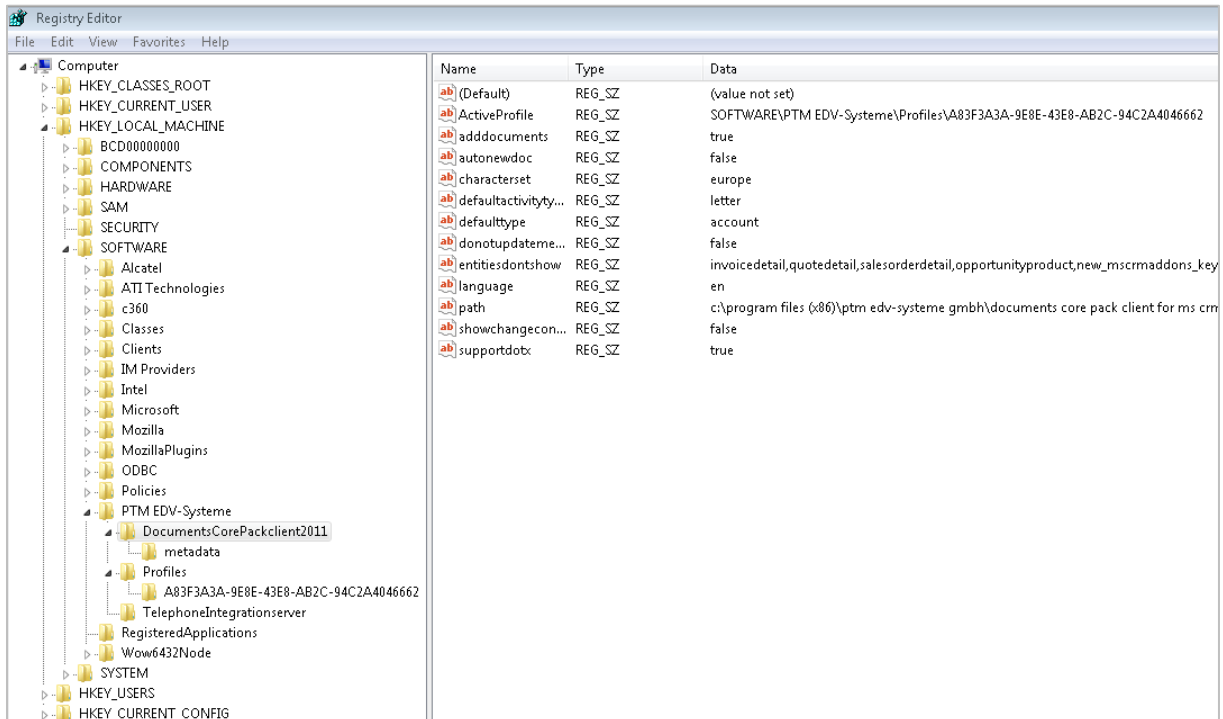 Registry Editor
File Edit View Favorites Help
Computer
HKEY_CLASSES_ROOT
HKEY_CURRENT_USER
HKEY_LOCAL_MACHINE
BCD00000000
COMPONENTS
HARDWARE
SAM
SECURITY
SOFTWARE
Alcatel
ATI Technologies
c360
Classes
Clients
IM Providers
Intel
Microsoft
Mozilla
MozillaPlugins
ODBC
Policies
PTM EDV-Systeme
DocumentsCorePackclient2011
metadata
Profiles
A83F3A3A-9E8E-43E8-AB2C-94C2A4046662
TelephoneIntegrationserver
RegisteredApplications
Wow6432Node
SYSTEM
HKEY_USERS
HKEY_CURRENT_CONFIG
Name Type Data
(Default) REG_SZ (value not set)
ActiveProfile REG_SZ SOFTWARE\PTM EDV-Systeme\Profiles\A83F3A3A-9E8E-43E8-AB2C-94C2A4046662
adddocuments REG_SZ true
autonewdoc REG_SZ false
characterset REG_SZ europe
defaultactivityty... REG_SZ letter
defaulttype REG_SZ account
donotupdateme... REG_SZ false
entitiesdontshow REG_SZ invoicedetail,quotedetail,salesorderdetail,opportunityproduct,new_mscrmaddons_key
language REG_SZ en
path REG_SZ c:\program files (x86)\ptm edv-systeme gmbh\documents core pack client for ms crm
showchangecon... REG_SZ false
supportdotx REG_SZ true